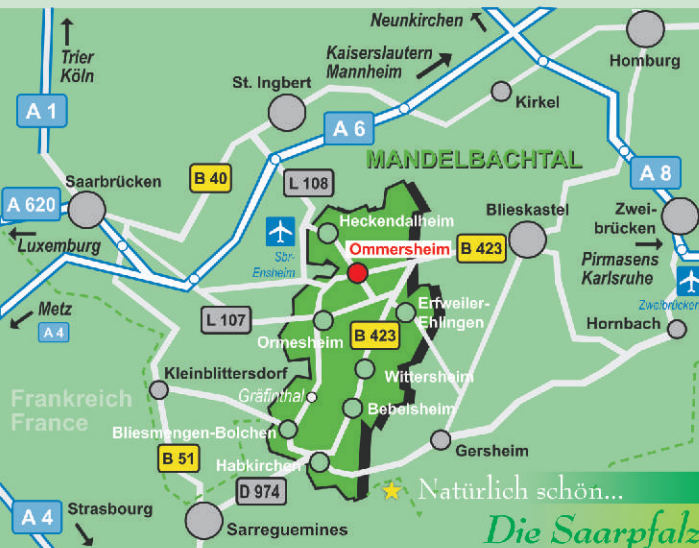 Neunkirchen
Trier
Köln
Kaiserslautern
Mannheim
Homburg
St. Ingbert
Kirkel
A 1
A 6
MANDELBACHTAL
B 40
L 108
A 8
Saarbrücken
A 620
Luxemburg
Heckendalheim
Blieskastel
Zwei-
brücken
Sbr-
Ensheim
Ommersheim
B 423
Pirmasens
Karlsruhe
Metz
A 4
L 107
Erfweiler-
Ehlingen
Zweibrücken
Ormesheim
B 423
Hornbach
Kleinblittersdorf
Wittersheim
Frankreich
France
Gräfinthal
Bebelsheim
Bliesmengen-Bolchen
Gersheim
B 51
Habkirchen
D 974
Natürlich schön...
A 4
Strasbourg
Sarreguemines
Die Saarpfalz